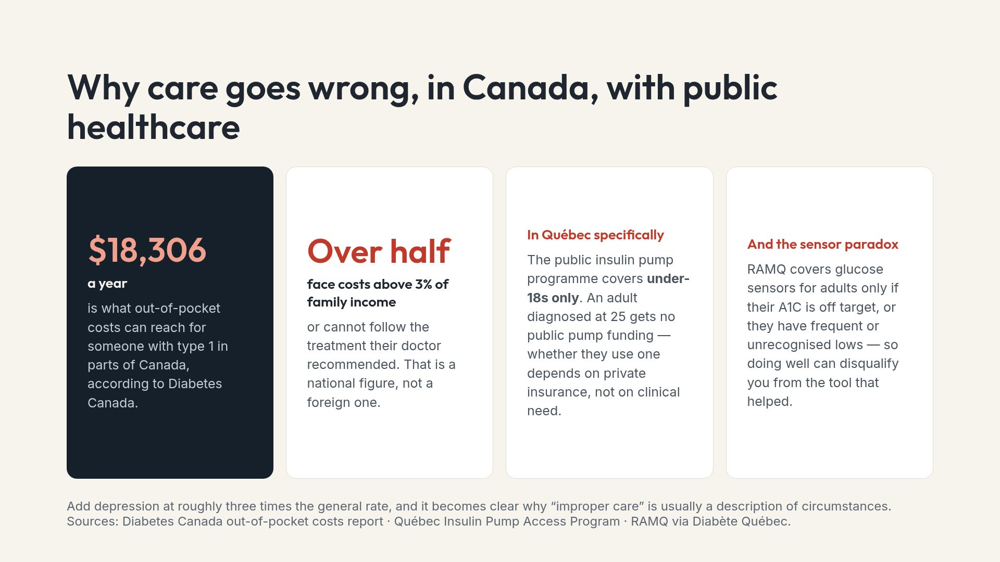 Why care goes wrong, in Canada, with public
healthcare
$18,306
a year
is what out-of-pocket
costs can reach for
someone with type 1 in
parts of Canada,
according to Diabetes
Canada.
Over half
face costs above 3% of
family income
or cannot follow the
treatment their doctor
recommended. That is a
national figure, not a
foreign one.
In Québec specifically
The public insulin pump
programme covers under-
18s only. An adult
diagnosed at 25 gets no
public pump funding —
whether they use one
depends on private
insurance, not on clinical
need.
And the sensor paradox
RAMQ covers glucose
sensors for adults only if
their A1C is off target, or
they have frequent or
unrecognised lows — so
doing well can disqualify
you from the tool that
helped.
Add depression at roughly three times the general rate, and it becomes clear why “improper care” is usually a description of circumstances.
Sources: Diabetes Canada out-of-pocket costs report · Québec Insulin Pump Access Program · RAMQ via Diabète Québec.